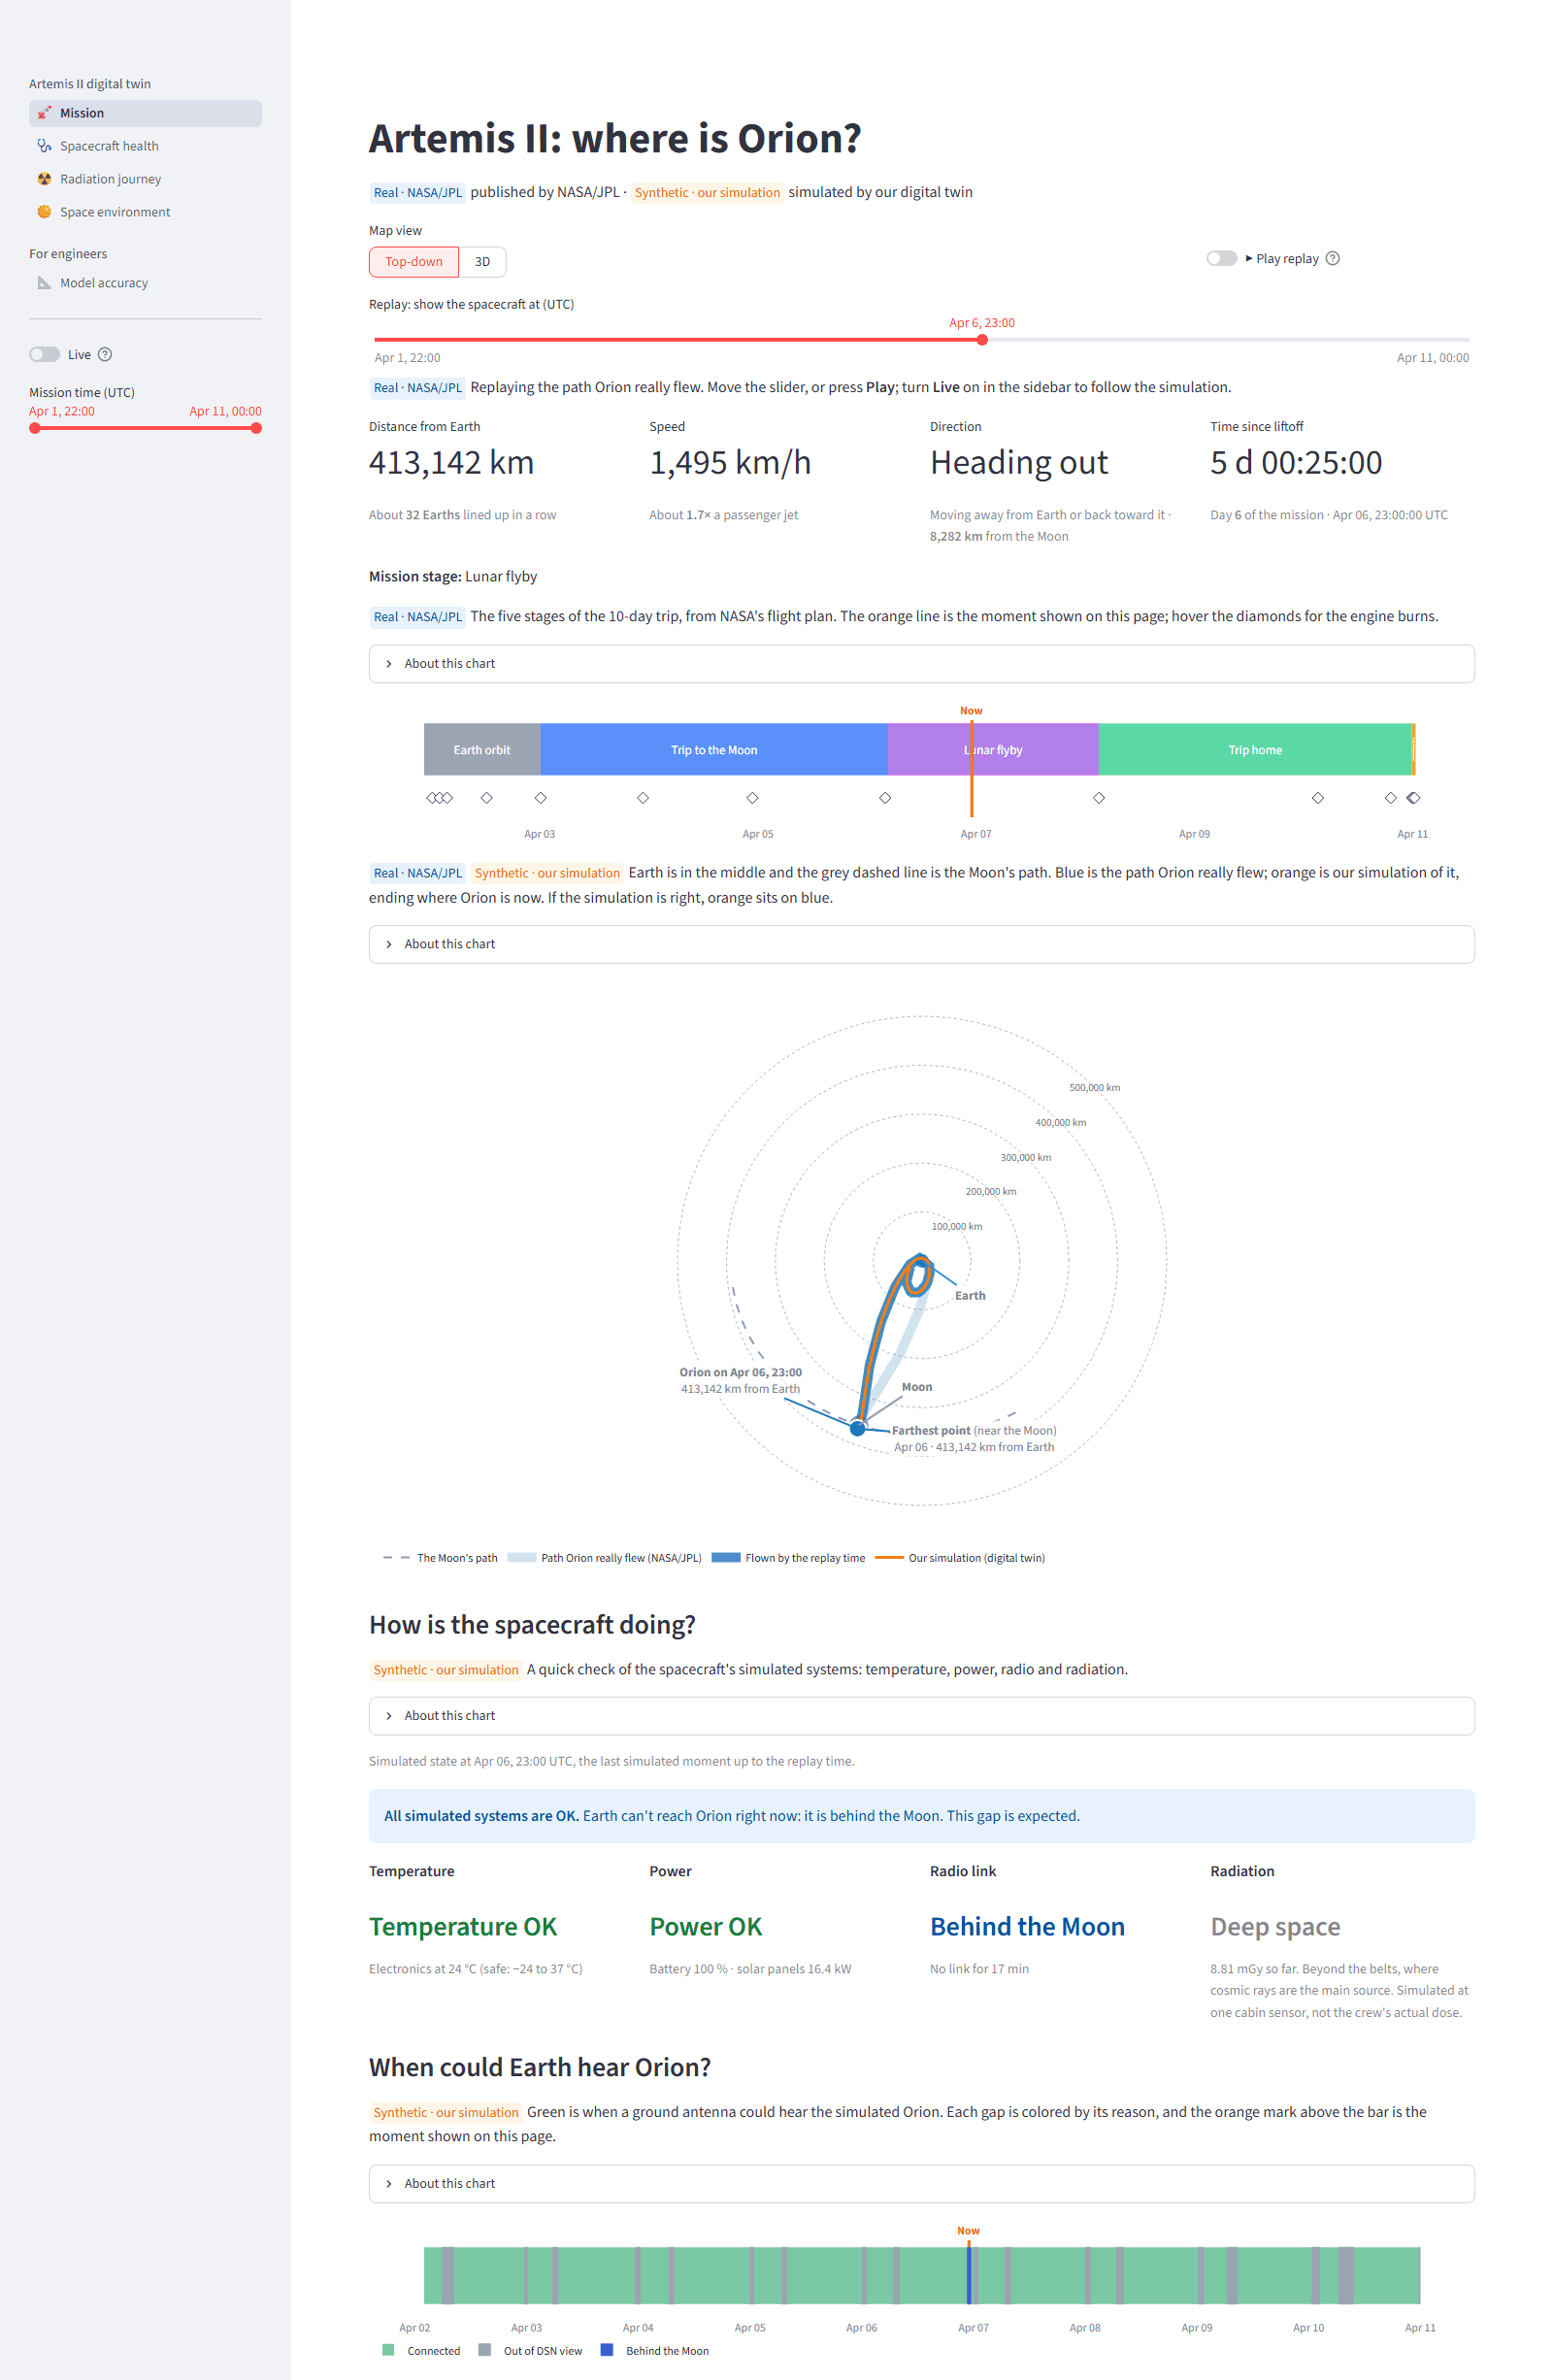 Artemis II digital twin
Mission
Spacecraft health
Radiation journey
Space environment
For engineers
Model accuracy
Live
Mission time (UTC)
Apr 1, 22:00 Apr 11, 00:00
Artemis II: where is Orion?
Real · NASA/JPL published by NASA/JPL · Synthetic · our simulation simulated by our digital twin
Map view
Top-down 3D
Play replay
Replay: show the spacecraft at (UTC)
Apr 6, 23:00
Apr 1, 22:00 Apr 11, 00:00
Real · NASA/JPL Replaying the path Orion really flew. Move the slider, or press Play; turn Live on in the sidebar to follow the simulation.
Distance from Earth Speed Direction Time since liftoff
413,142 km 1,495 km/h Heading out 5 d 00:25:00
About 32 Earths lined up in a row About 1.7× a passenger jet Moving away from Earth or back toward it · Day 6 of the mission · Apr 06, 23:00:00 UTC
8,282 km from the Moon
Mission stage: Lunar flyby
Real · NASA/JPL The five stages of the 10-day trip, from NASA's flight plan. The orange line is the moment shown on this page; hover the diamonds for the engine burns.
About this chart
Now
Earth orbit Trip to the Moon Lunar flyby Trip home
Apr 03 Apr 05 Apr 07 Apr 09 Apr 11
Real · NASA/JPL Synthetic · our simulation Earth is in the middle and the grey dashed line is the Moon's path. Blue is the path Orion really flew; orange is our simulation of it,
ending where Orion is now. If the simulation is right, orange sits on blue.
About this chart
500,000 km
400,000 km
300,000 km
200,000 km
100,000 km
Earth
Orion on Apr 06, 23:00
413,142 km from Earth
Moon
Farthest point (near the Moon)
Apr 06 · 413,142 km from Earth
The Moon's path Path Orion really flew (NASA/JPL) Flown by the replay time Our simulation (digital twin)
How is the spacecraft doing?
Synthetic · our simulation A quick check of the spacecraft's simulated systems: temperature, power, radio and radiation.
About this chart
Simulated state at Apr 06, 23:00 UTC, the last simulated moment up to the replay time.
All simulated systems are OK. Earth can't reach Orion right now: it is behind the Moon. This gap is expected.
Temperature Power Radio link Radiation
Temperature OK Power OK Behind the Moon Deep space
Electronics at 24 °C (safe: −24 to 37 °C) Battery 100 % · solar panels 16.4 kW No link for 17 min 8.81 mGy so far. Beyond the belts, where
cosmic rays are the main source. Simulated at
one cabin sensor, not the crew's actual dose.
When could Earth hear Orion?
Synthetic · our simulation Green is when a ground antenna could hear the simulated Orion. Each gap is colored by its reason, and the orange mark above the bar is the
moment shown on this page.
About this chart
Now
Apr 02 Apr 03 Apr 04 Apr 05 Apr 06 Apr 07 Apr 08 Apr 09 Apr 10 Apr 11
Connected Out of DSN view Behind the Moon